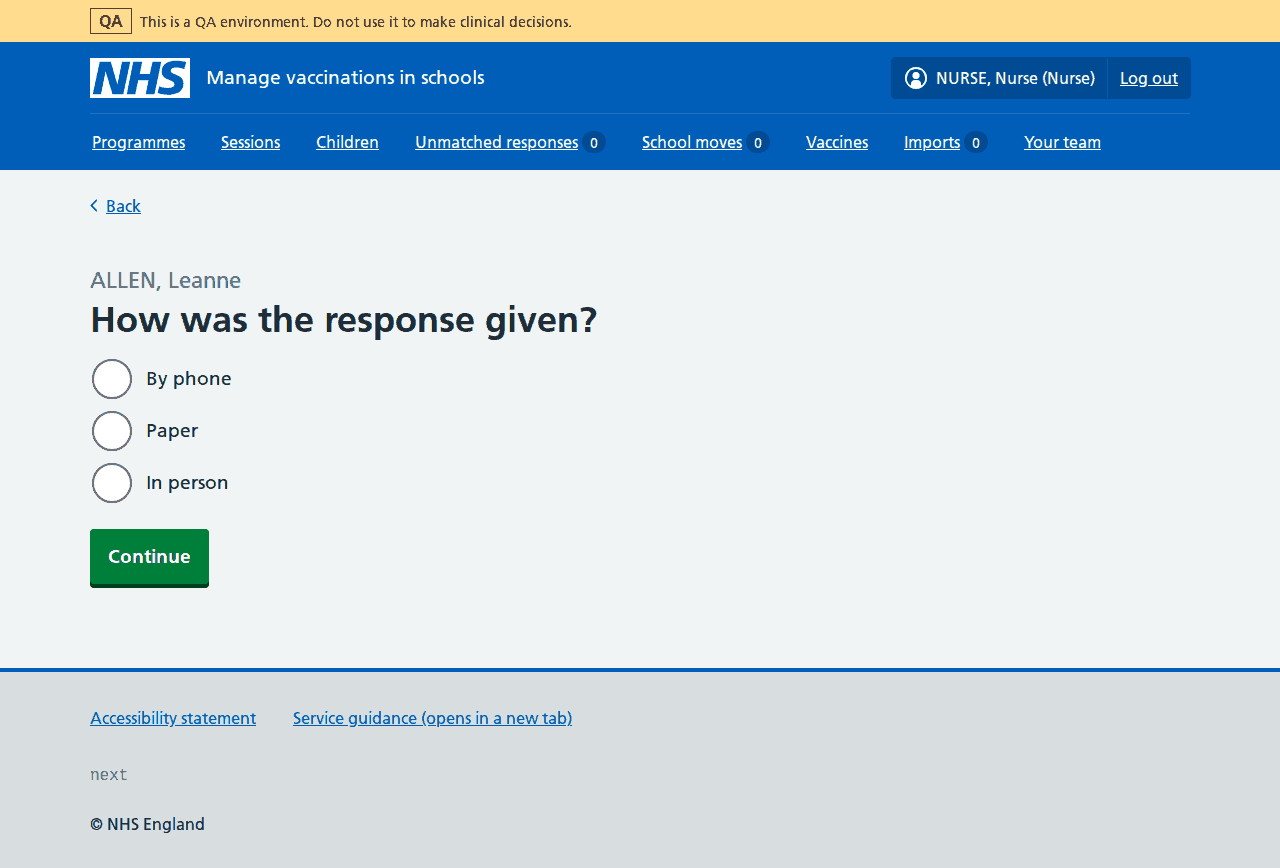 QA This is a QA environment. Do not use it to make clinical decisions.
NHS Manage vaccinations in schools NURSE, Nurse (Nurse) Log out
Programmes Sessions Children Unmatched responses 0 School moves 0 Vaccines Imports 0 Your team
Back
ALLEN, Leanne
How was the response given?
By phone
Paper
In person
Continue
Accessibility statement Service guidance (opens in a new tab)
next
© NHS England